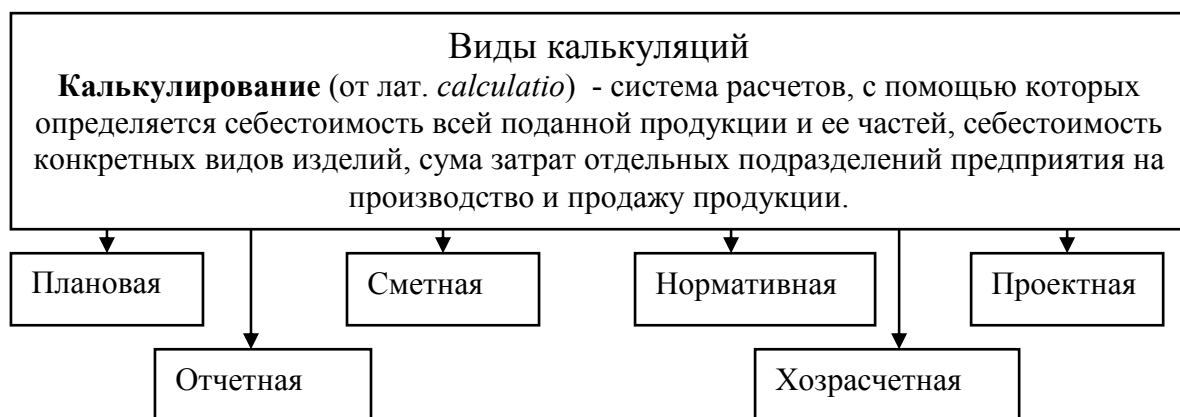 Виды калькуляций
Калькулирование (от лат. calculatio) - система расчетов, с помощью которых
определяется себестоимость всей поданной продукции и ее частей, себестоимость
конкретных видов изделий, сума затрат отдельных подразделений предприятия на
производство и продажу продукции.
Плановая
Сметная
Нормативная
Проектная
Отчетная
Хозрасчетная